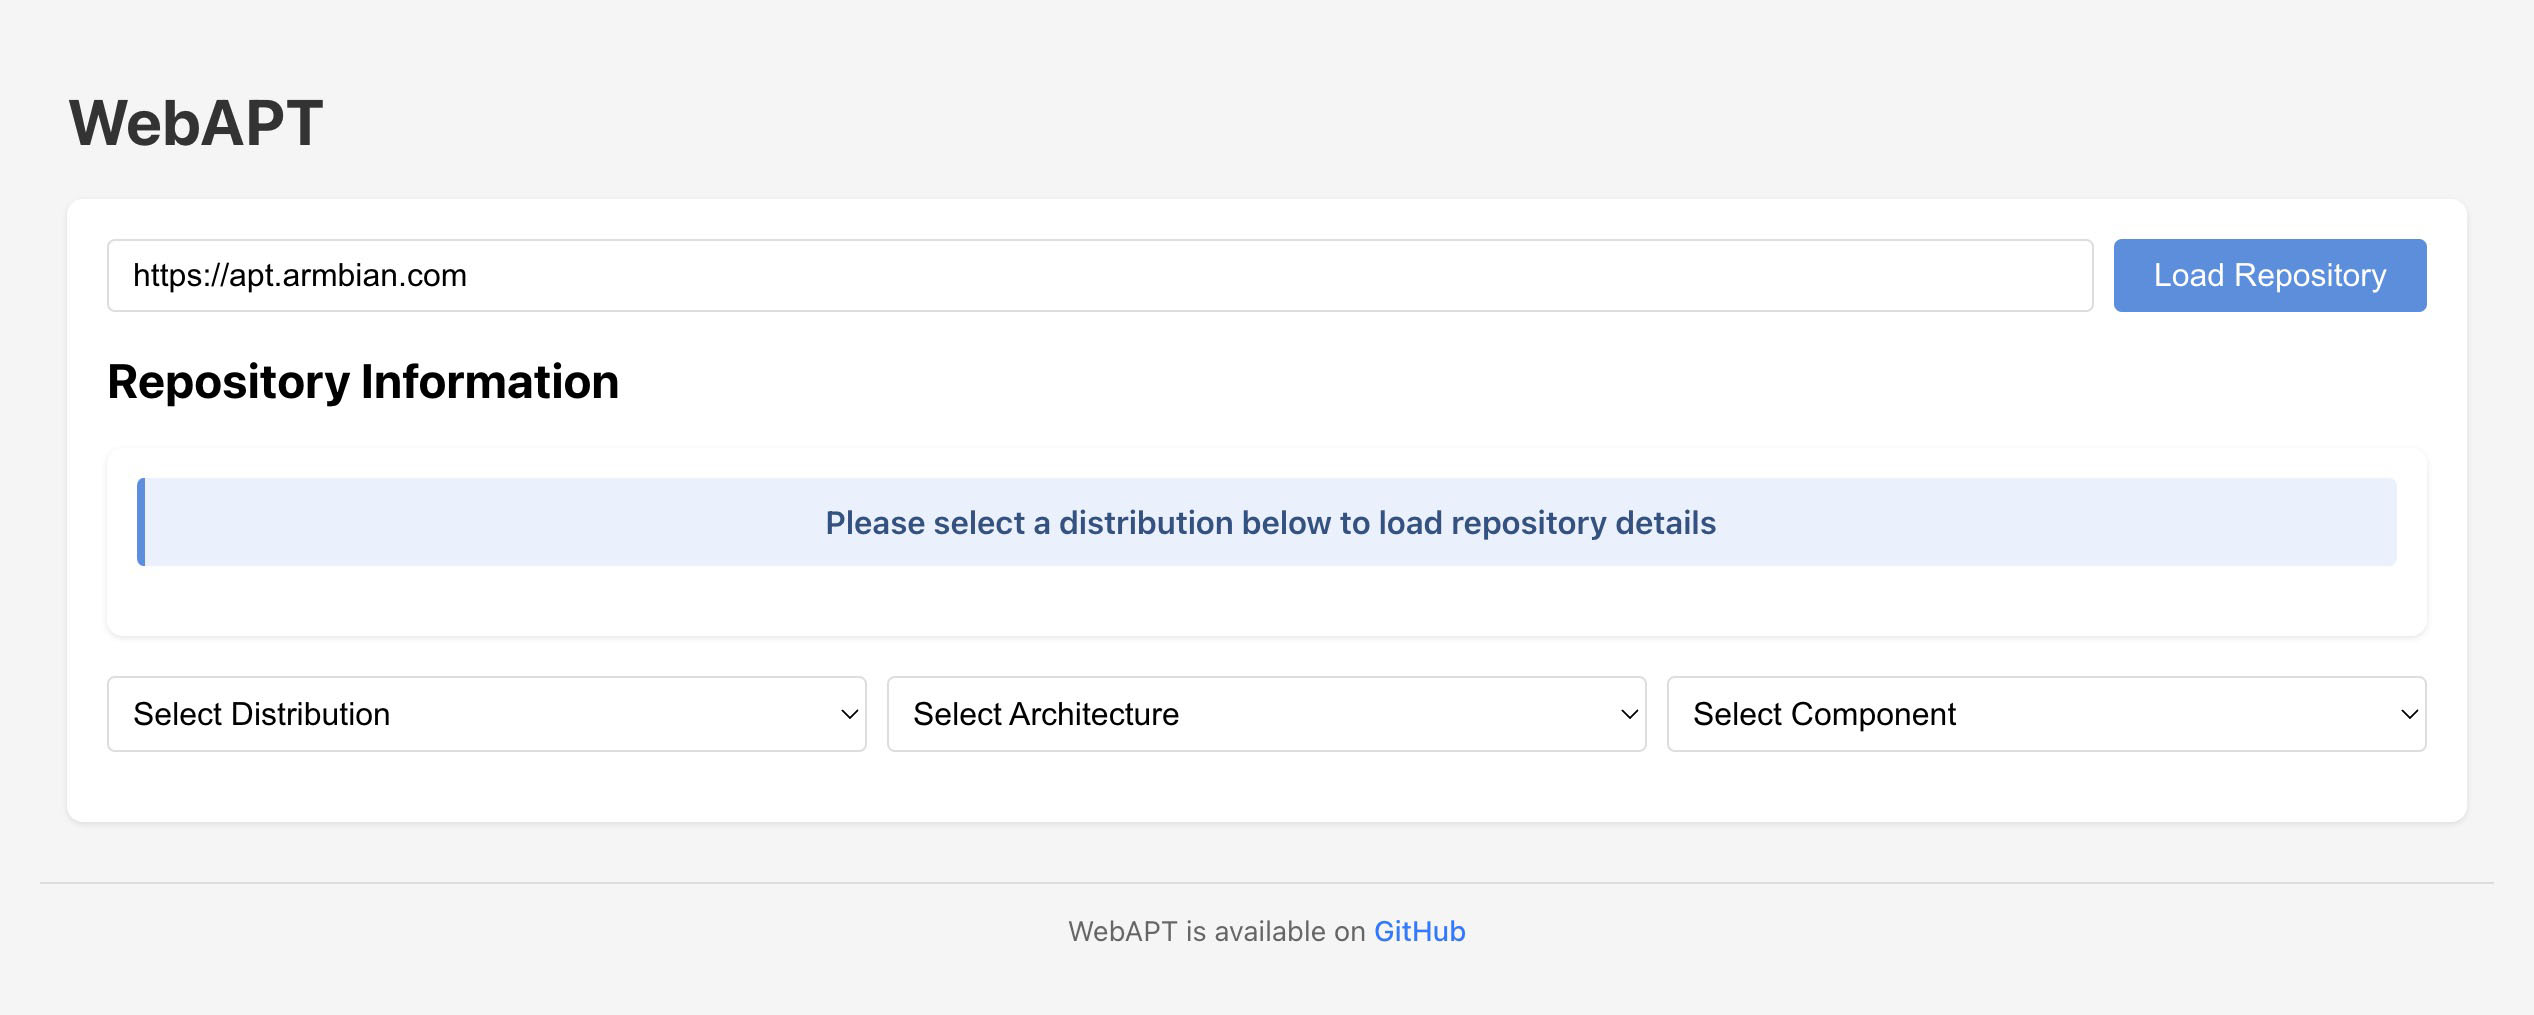 WebAPT
https://apt.armbian.com
Load Repository
Repository Information
Please select a distribution below to load repository details
Select Distribution
Select Architecture
Select Component
WebAPT is available on GitHub